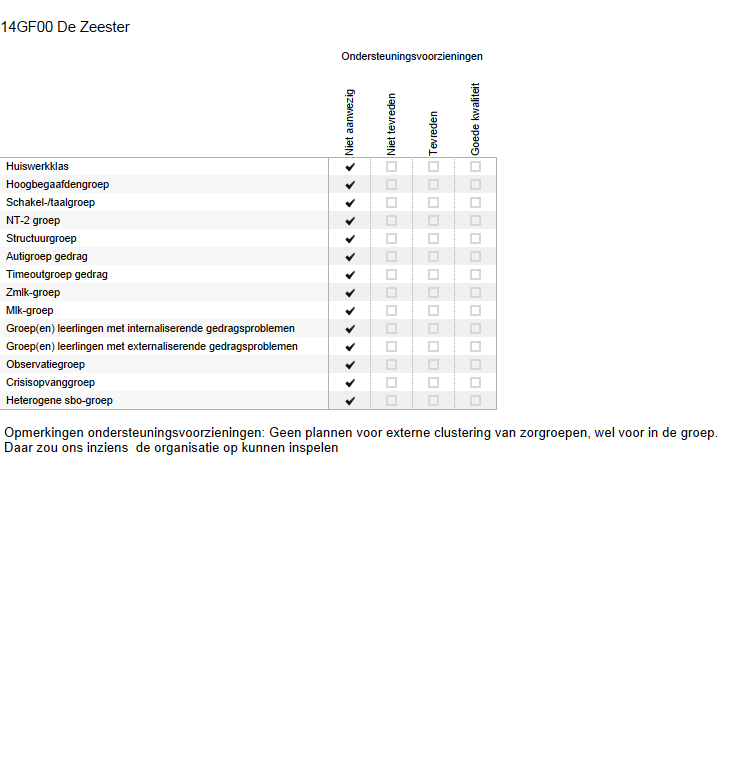 14GF00 De Zeester
Ondersteuningsvoorzieningen
Niet aanwezig
Niet tevreden
Tevreden
Goede kwaliteit
Huiswerkklas
Hoogbegaafdengroep
Schakel-/taalgroep
NT-2 groep
Structuurgroep
Autigroep gedrag
Timeoutgroep gedrag
Zmlk-groep
Mlk-groep
Groep(en) leerlingen met internaliserende gedragsproblemen
Groep(en) leerlingen met externaliserende gedragsproblemen
Observatiegroep
Crisisopvanggroep
Heterogene sbo-groep
Opmerkingen ondersteuningsvoorzieningen: Geen plannen voor externe clustering van zorgroepen, wel voor in de groep.
Daar zou ons inziens  de organisatie op kunnen inspelen